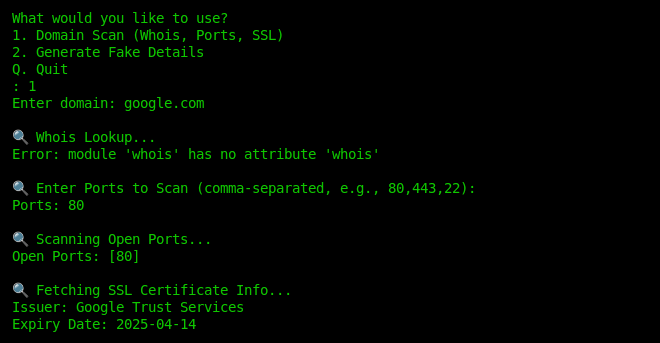 What would you like to use?
1. Domain Scan (Whois, Ports, SSL)
2. Generate Fake Details
Q. Quit
: 1
Enter domain: google.com
🔍 Whois Lookup...
Error: module 'whois' has no attribute 'whois'
🔍 Enter Ports to Scan (comma-separated, e.g., 80,443,22):
Ports: 80
🔍 Scanning Open Ports...
Open Ports: [80]
🔍 Fetching SSL Certificate Info...
Issuer: Google Trust Services
Expiry Date: 2025-04-14